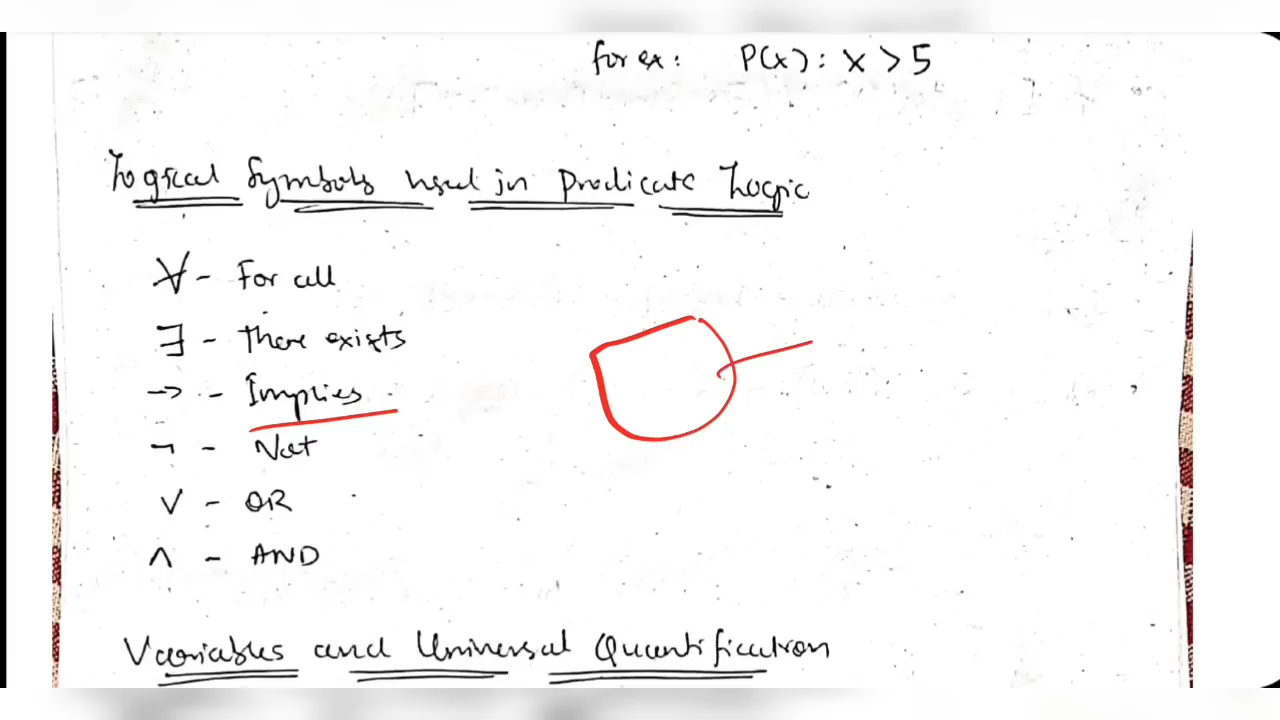 for ex: P(x): x > 5
Logical Symbols used in Predicate Logic
∀ - For all
∃ - There exists
→ - Implies
¬ - Not
∨ - OR
∧ - AND
Variables and Universal Quantification